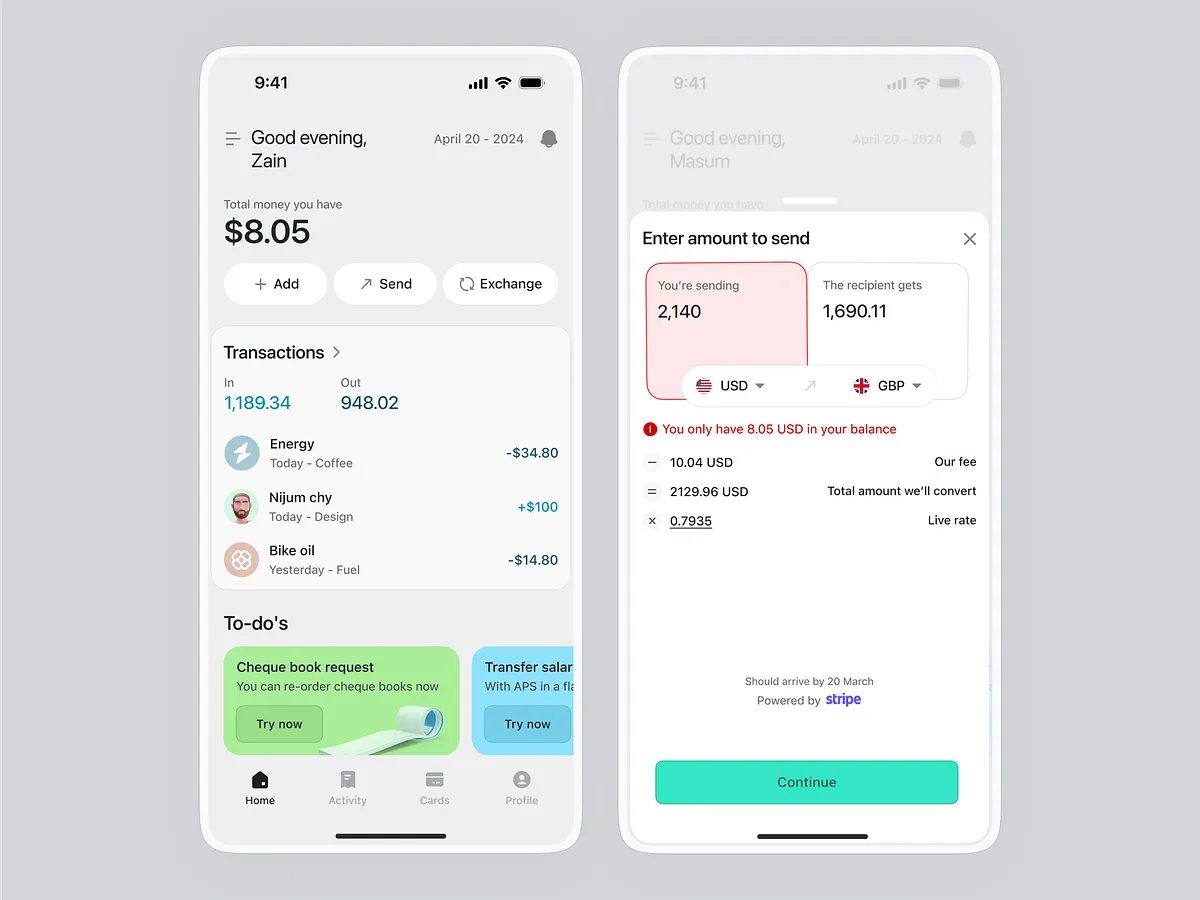 9:41
Good evening,
Zain
April 20 - 2024
Total money you have
$8.05
Add
Send
Exchange
Transactions
In
Out
1,189.34
948.02
Energy
Today - Coffee
-$34.80
Nijum chy
Today - Design
+$100
Bike oil
Yesterday - Fuel
-$14.80
To-do's
Cheque book request
You can re-order cheque books now
Try now
Transfer salar
With APS in a fla
Try now
Home
Activity
Cards
Profile
9:41
Good evening,
Masum
April 20 - 2024
Total money you have
Enter amount to send
You're sending
2,140
The recipient gets
1,690.11
USD
GBP
You only have 8.05 USD in your balance
10.04 USD
Our fee
2129.96 USD
Total amount we'll convert
0.7935
Live rate
Should arrive by 20 March
Powered by stripe
Continue